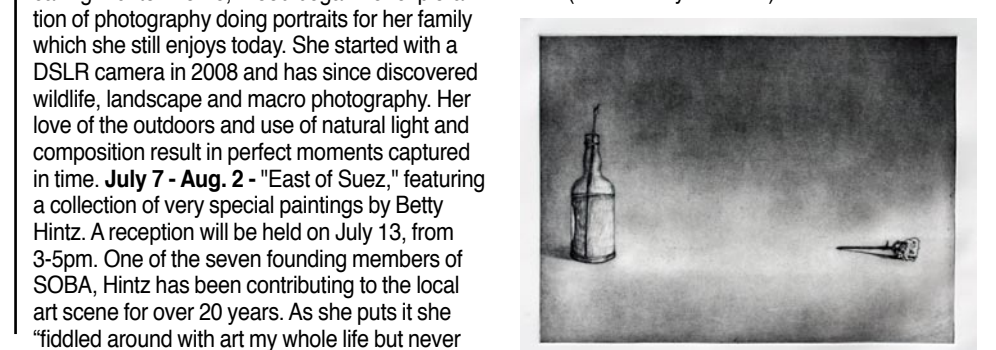 tion of photography doing portraits for her family
which she still enjoys today. She started with a
DSLR camera in 2008 and has since discovered
wildlife, landscape and macro photography. Her
love of the outdoors and use of natural light and
composition result in perfect moments captured
in time. July 7 - Aug. 2 - "East of Suez," featuring
a collection of very special paintings by Betty
Hintz. A reception will be held on July 13, from
3-5pm. One of the seven founding members of
SOBA, Hintz has been contributing to the local
art scene for over 20 years. As she puts it she
“fiddled around with art my whole life but never